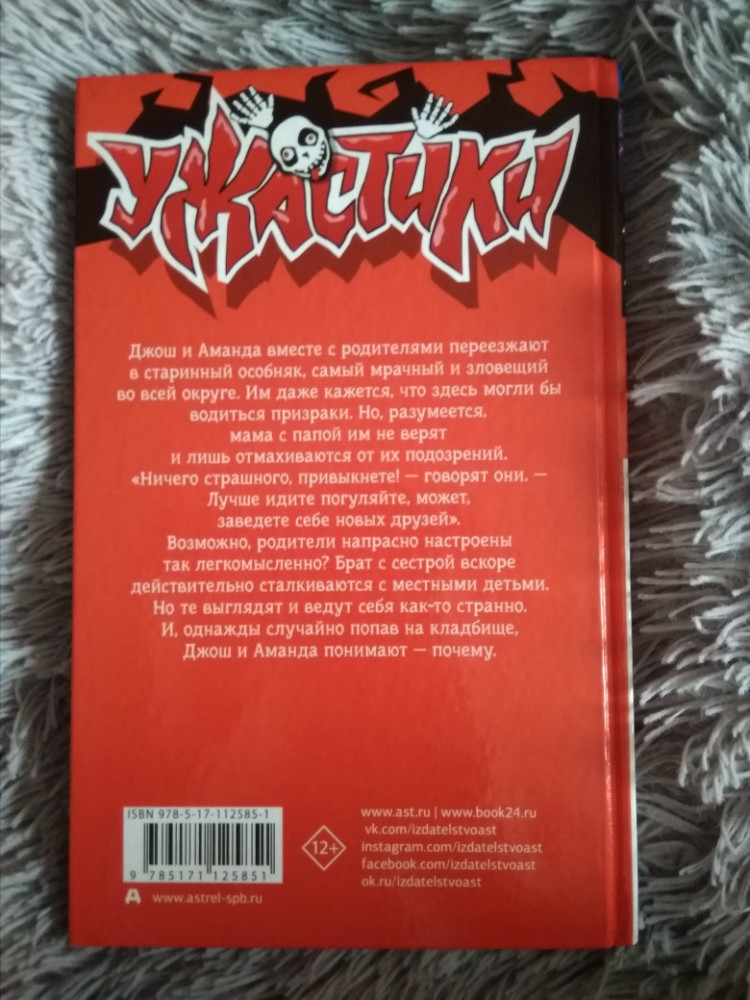 УЖАСТИКИ
Джош и Аманда вместе с родителями переезжают
в старинный особняк, самый мрачный и зловещий
во всей округе. Им даже кажется, что здесь могли бы
водиться призраки. Но, разумеется,
мама с папой им не верят
и лишь отмахиваются от их подозрений.
«Ничего страшного, привыкнете! — говорят они. —
Лучше идите погуляйте, может,
заведете себе новых друзей».
Возможно, родители напрасно настроены
так легкомысленно? Брат с сестрой вскоре
действительно сталкиваются с местными детьми.
Но те выглядят и ведут себя как-то странно.
И, однажды случайно попав на кладбище,
Джош и Аманда понимают — почему.
ISBN 978-5-17-112585-1
9 785171 125851
www.astrel-spb.ru
12+
www.ast.ru | www.book24.ru
vk.com/izdatelstvoast
instagram.com/izdatelstvoast
facebook.com/izdatelstvoast
ok.ru/izdatelstvoast